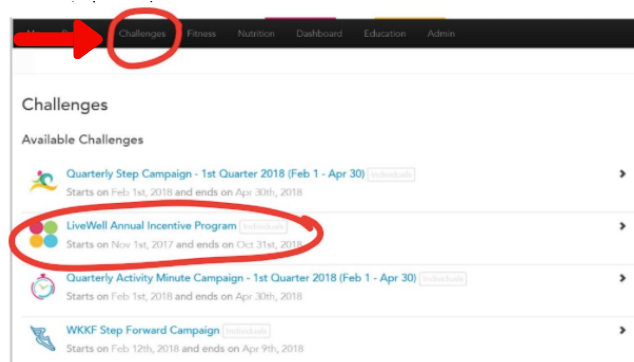 Challenges Fitness Nutrition Dashboard Education Admin
Challenges
Available Challenges
Quarterly Step Campaign - 1st Quarter 2018 (Feb 1 - Apr 30) Individuals
Starts on Feb 1st, 2018 and ends on Apr 30th, 2018
LiveWell Annual Incentive Program Individuals
Starts on Nov 1st, 2017 and ends on Oct 31st, 2018
Quarterly Activity Minute Campaign - 1st Quarter 2018 (Feb 1 - Apr 30) Individuals
Starts on Feb 1st, 2018 and ends on Apr 30th, 2018
WKKF Step Forward Campaign Individuals
Starts on Feb 12th, 2018 and ends on Apr 9th, 2018